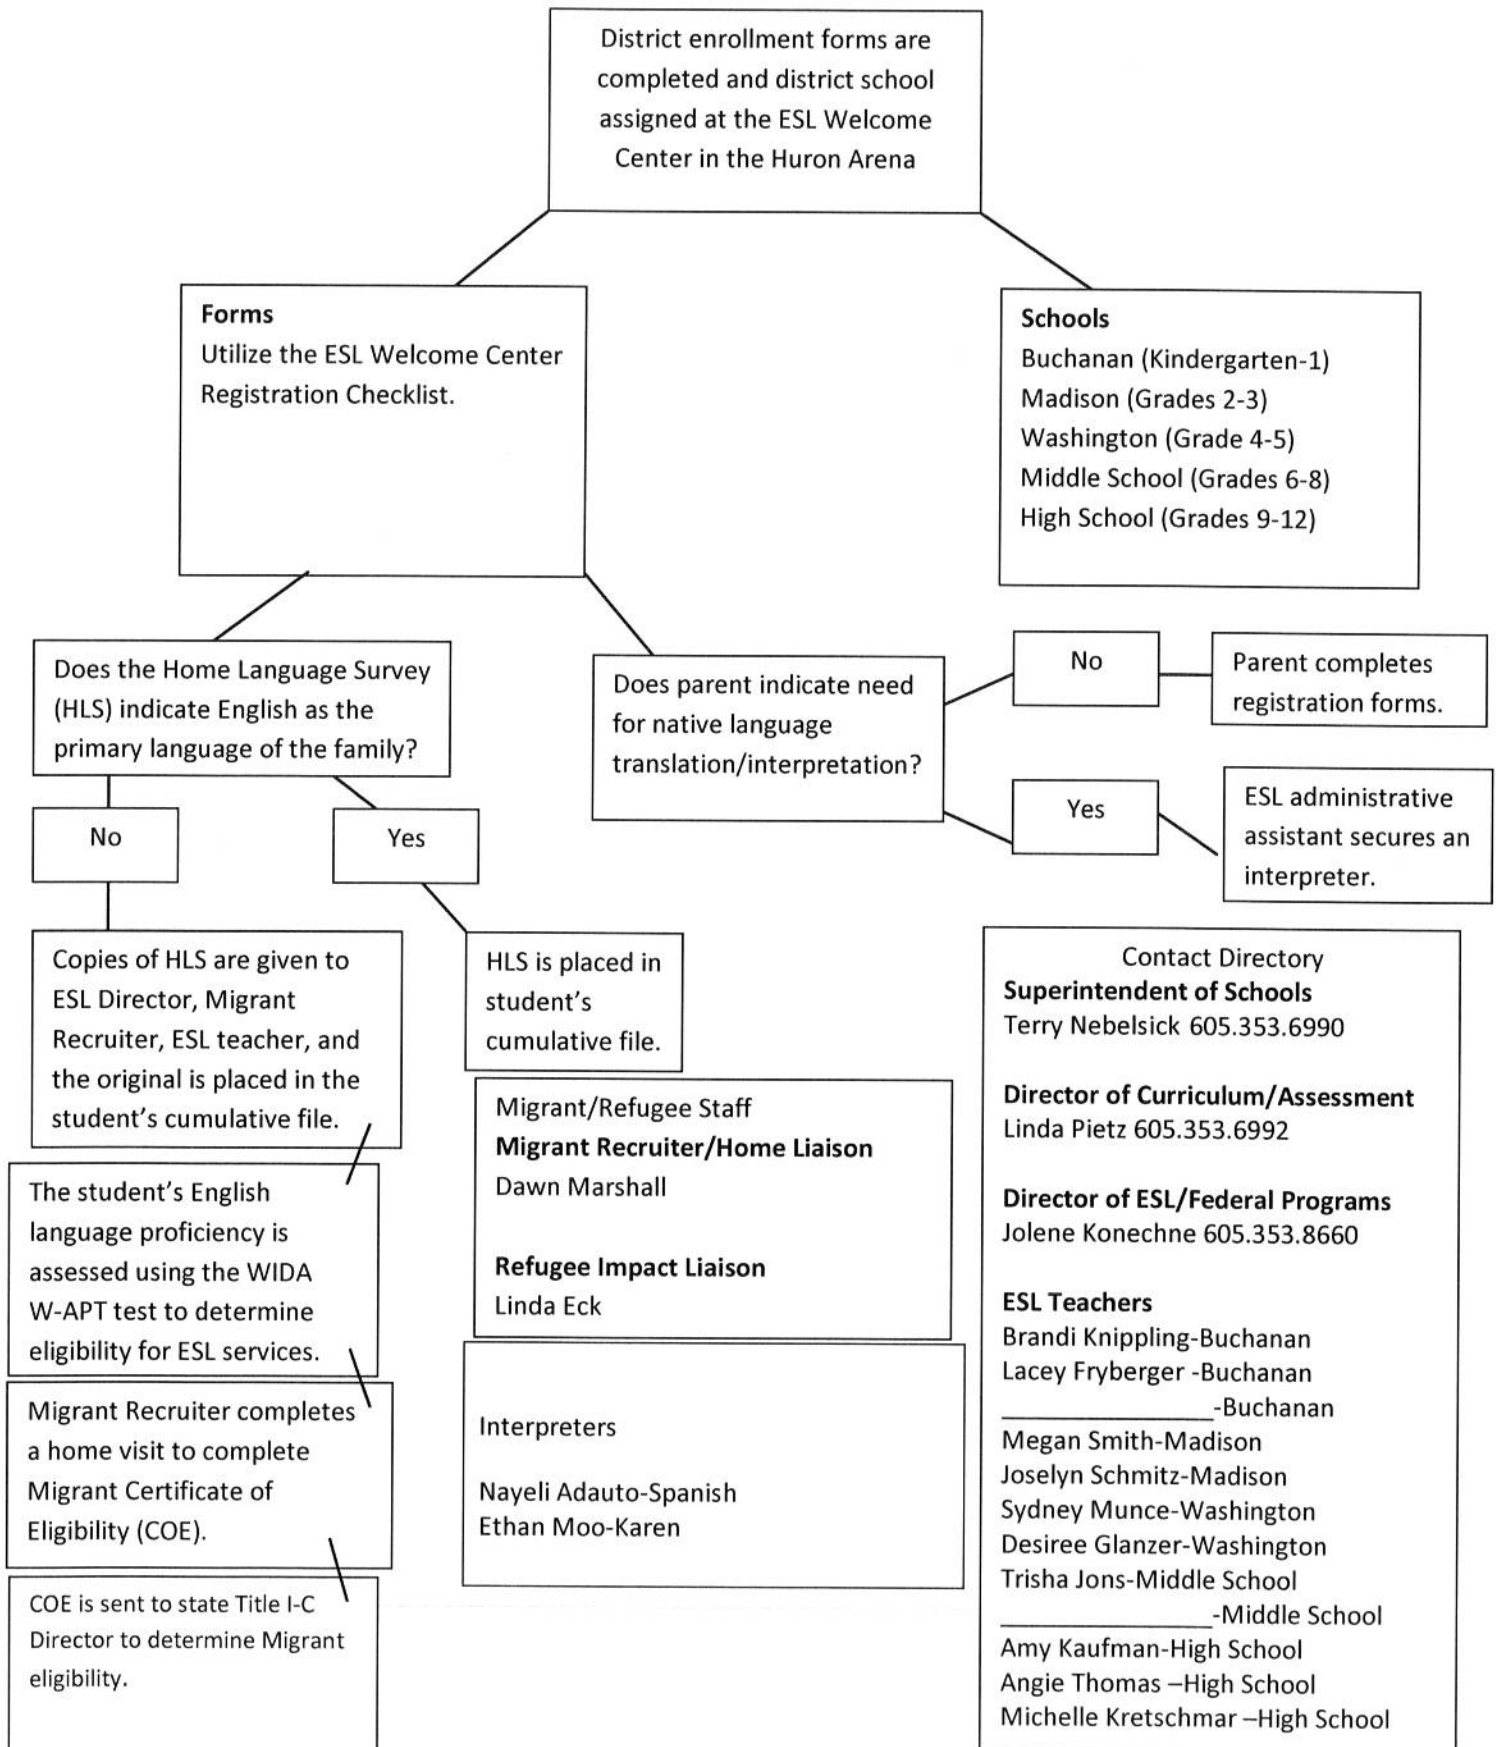 District enrollment forms are
completed and district school
assigned at the ESL Welcome
Center in the Huron Arena
Forms
Utilize the ESL Welcome Center
Registration Checklist.
Schools
Buchanan (Kindergarten-1)
Madison (Grades 2-3)
Washington (Grade 4-5)
Middle School (Grades 6-8)
High School (Grades 9-12)
Does the Home Language Survey
(HLS) indicate English as the
primary language of the family?
Does parent indicate need
for native language
translation/interpretation?
No
Parent completes
registration forms.
Yes
ESL administrative
assistant secures an
interpreter.
No
Yes
Copies of HLS are given to
ESL Director, Migrant
Recruiter, ESL teacher, and
the original is placed in the
student’s cumulative file.
HLS is placed in
student’s
cumulative file.
The student’s English
language proficiency is
assessed using the WIDA
W-APT test to determine
eligibility for ESL services.
Migrant Recruiter completes
a home visit to complete
Migrant Certificate of
Eligibility (COE).
COE is sent to state Title I-C
Director to determine Migrant
eligibility.
Migrant/Refugee Staff
Migrant Recruiter/Home Liaison
Dawn Marshall
Refugee Impact Liaison
Linda Eck
Interpreters
Nayeli Adauto-Spanish
Ethan Moo-Karen
Contact Directory
Superintendent of Schools
Terry Nebelsick 605.353.6990
Director of Curriculum/Assessment
Linda Pietz 605.353.6992
Director of ESL/Federal Programs
Jolene Konechne 605.353.8660
ESL Teachers
Brandi Knippling-Buchanan
Lacey Fryberger -Buchanan
________________-Buchanan
Megan Smith-Madison
Joselyn Schmitz-Madison
Sydney Munce-Washington
Desiree Glanzer-Washington
Trisha Jons-Middle School
________________-Middle School
Amy Kaufman-High School
Angie Thomas –High School
Michelle Kretschmar –High School